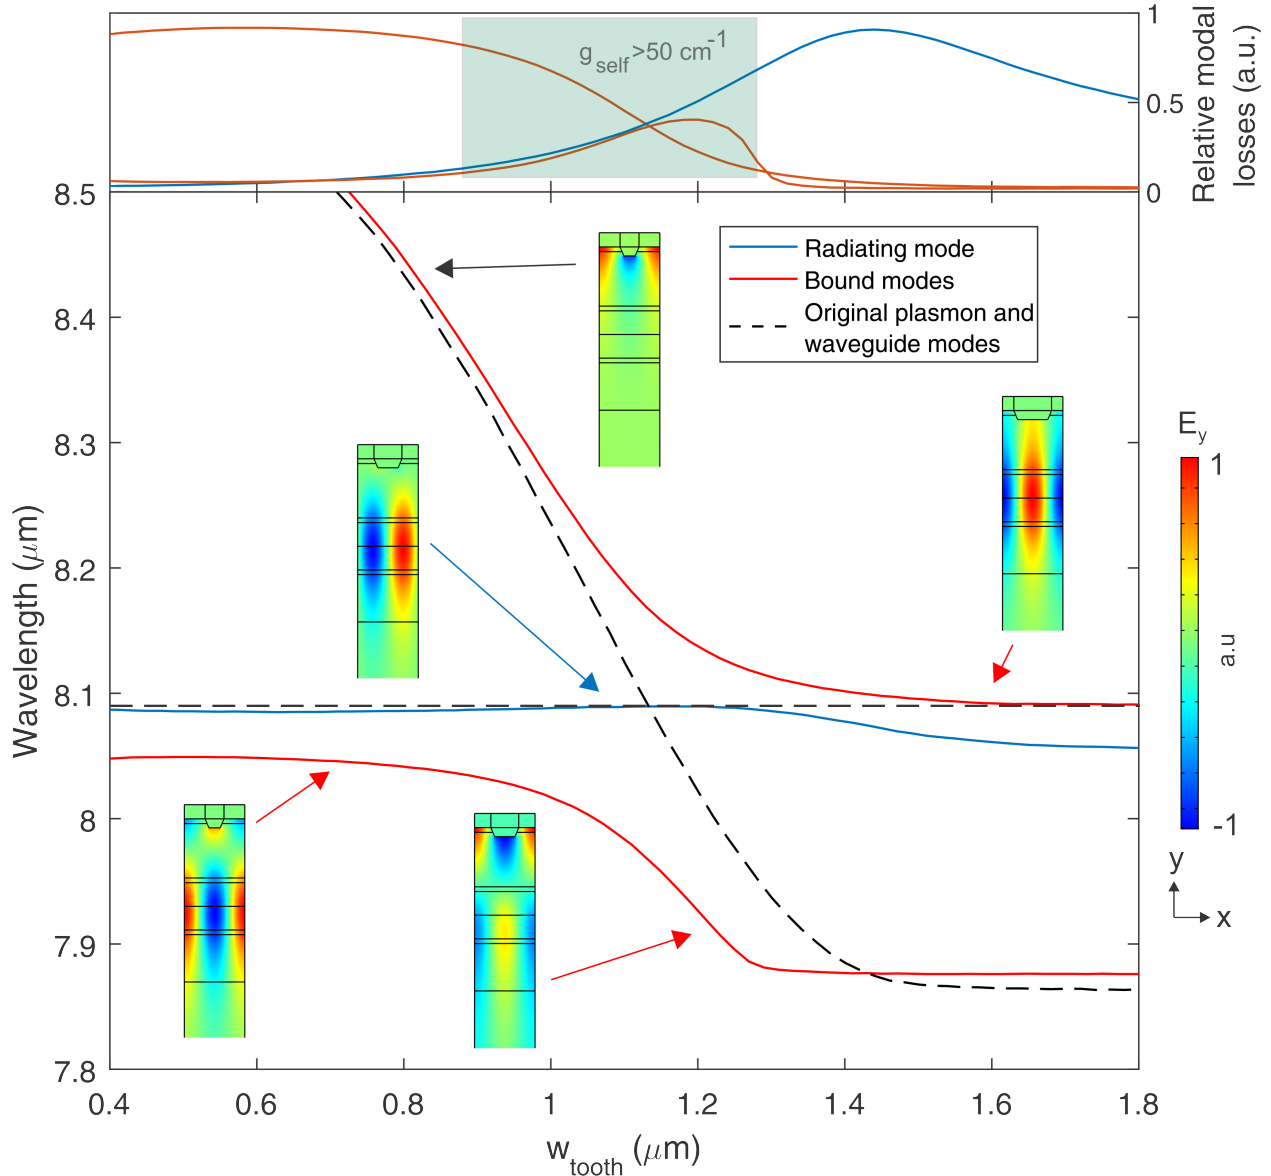 1
0.5
0
Relative modal
losses (a.u.)
g_self>50 cm^-1
8.5
8.4
8.3
8.2
8.1
8
7.9
7.8
Wavelength (μm)
Radiating mode
Bound modes
Original plasmon and
waveguide modes
E_y
1
a.u
-1
y
x
0.4 0.6 0.8 1 1.2 1.4 1.6 1.8
w_tooth (μm)